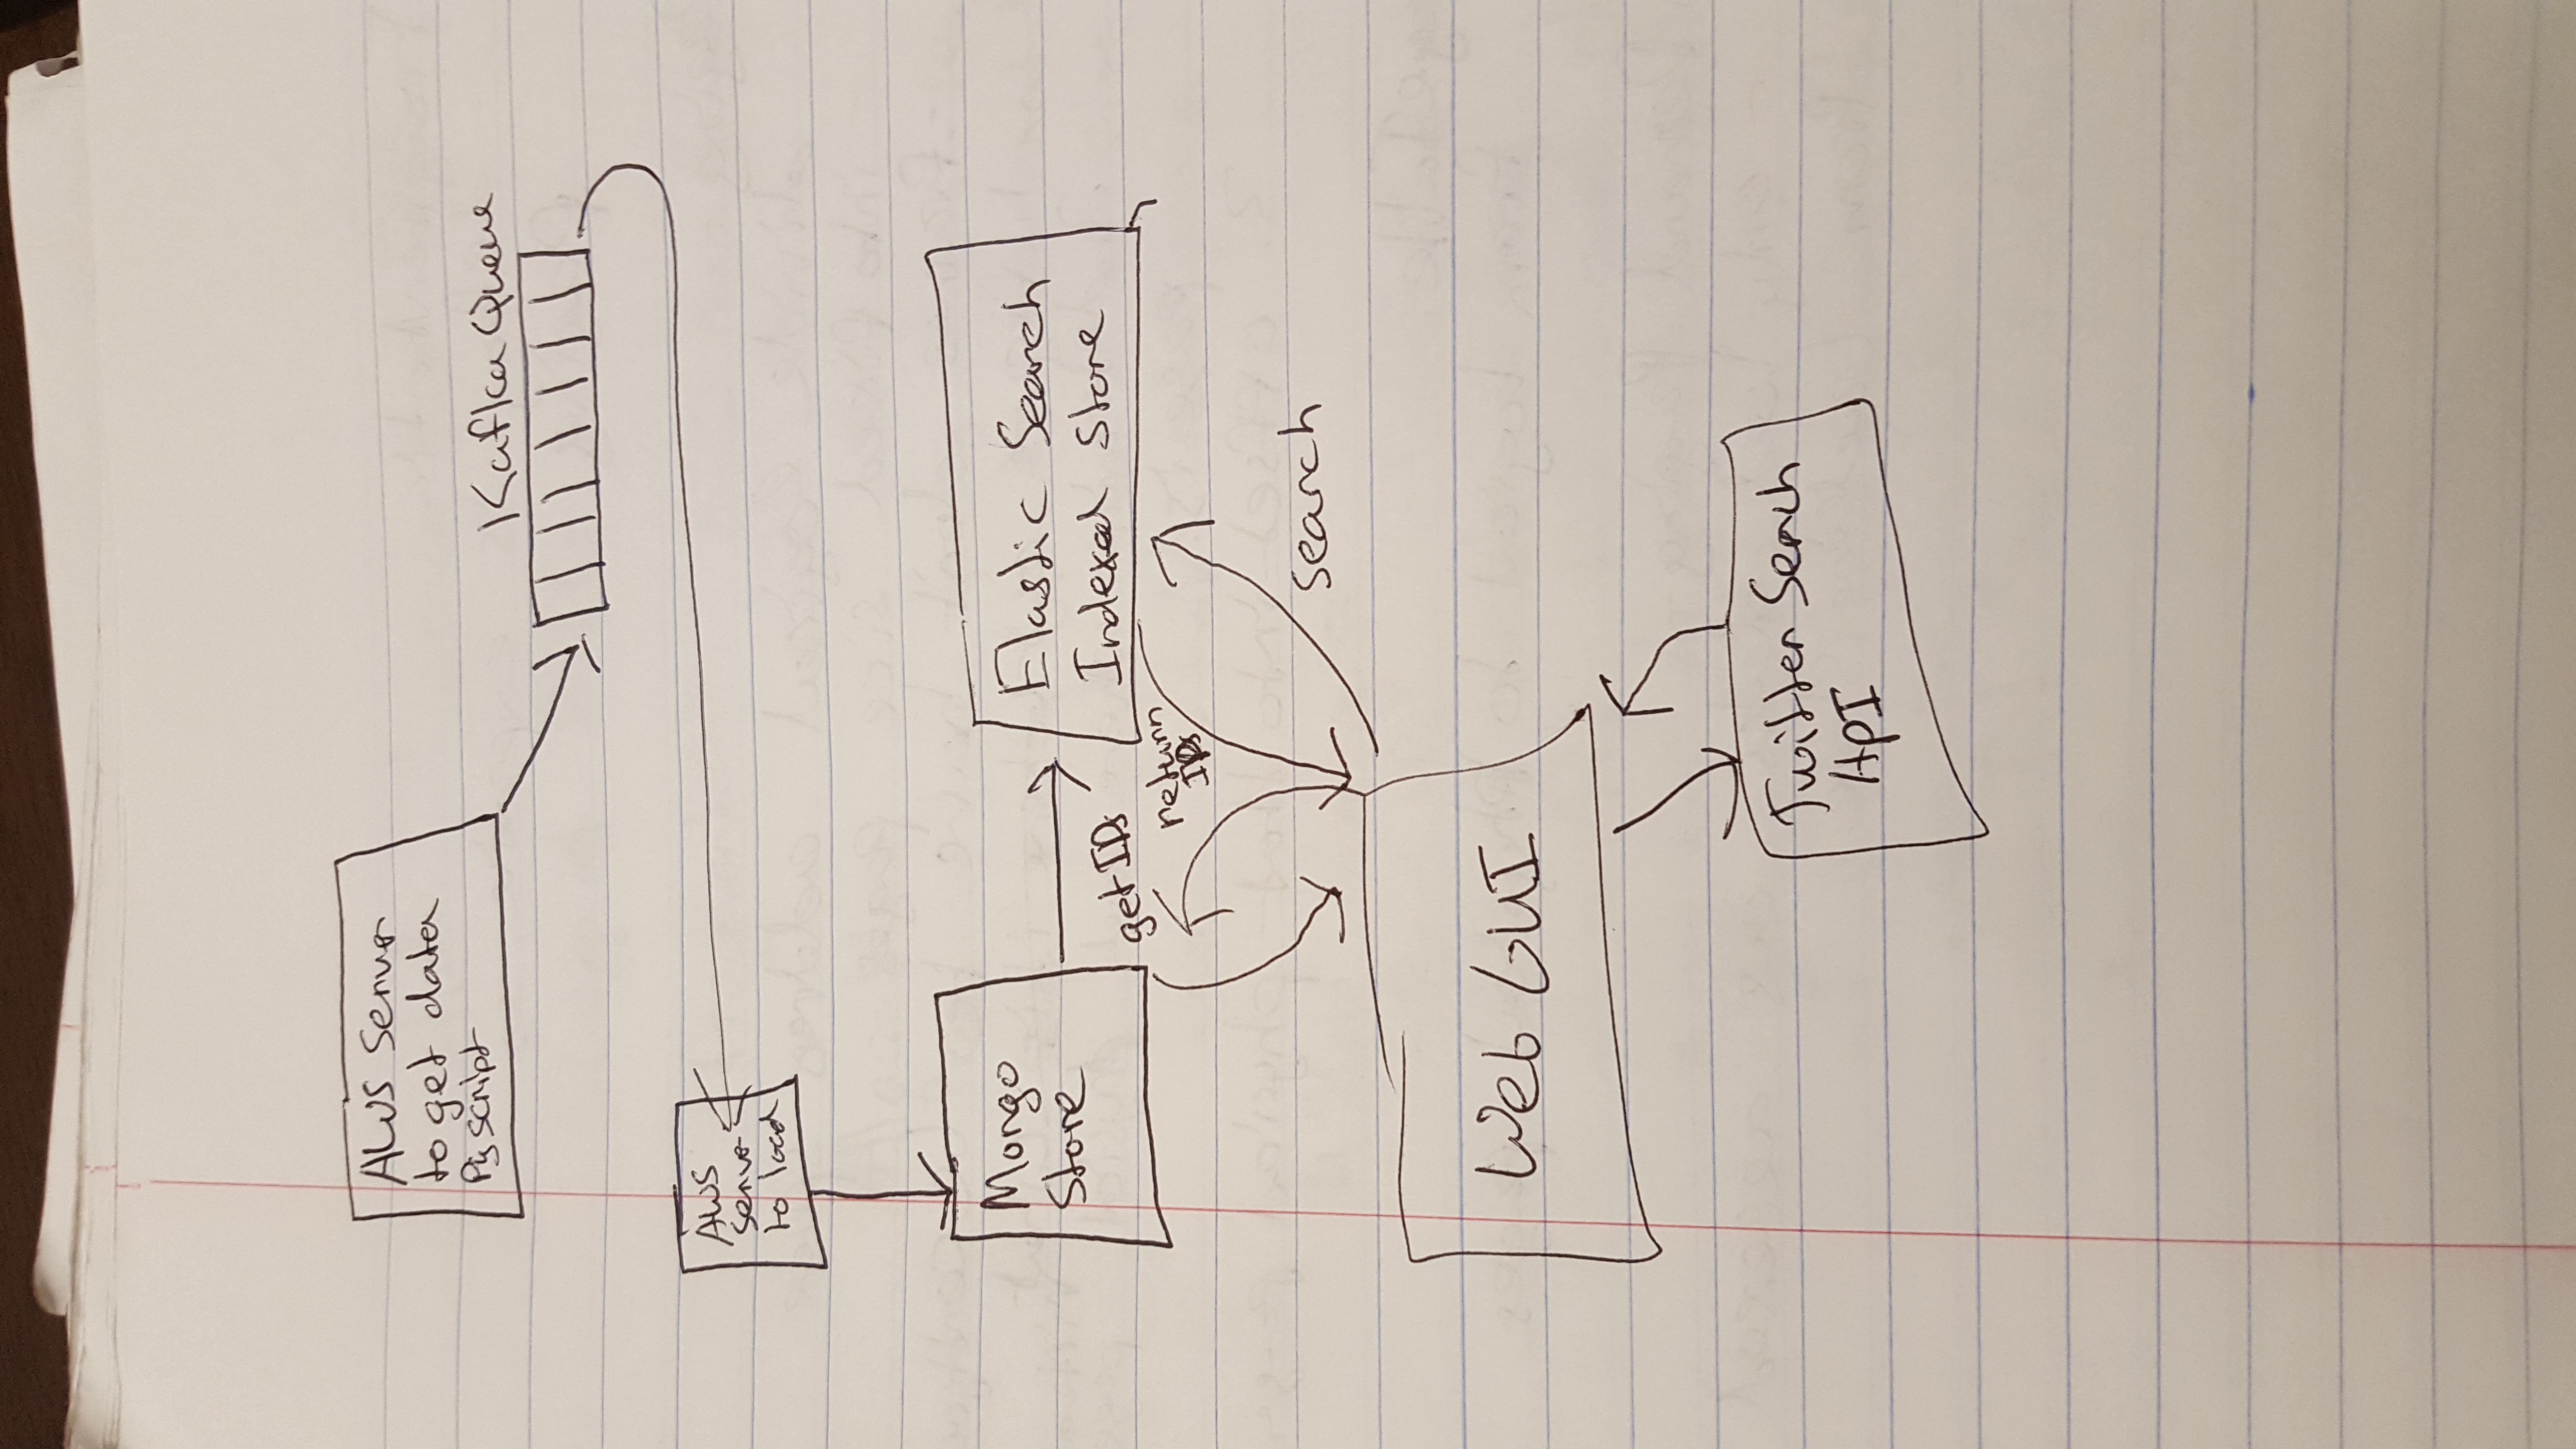 AWS Server
to get data
Py script
Kafka Queue
AWS
Server
to load
Mongo
Store
Elastic Search
Indexed Store
get IDs
return
IDs
Search
Web GUI
Twitter Serch
API